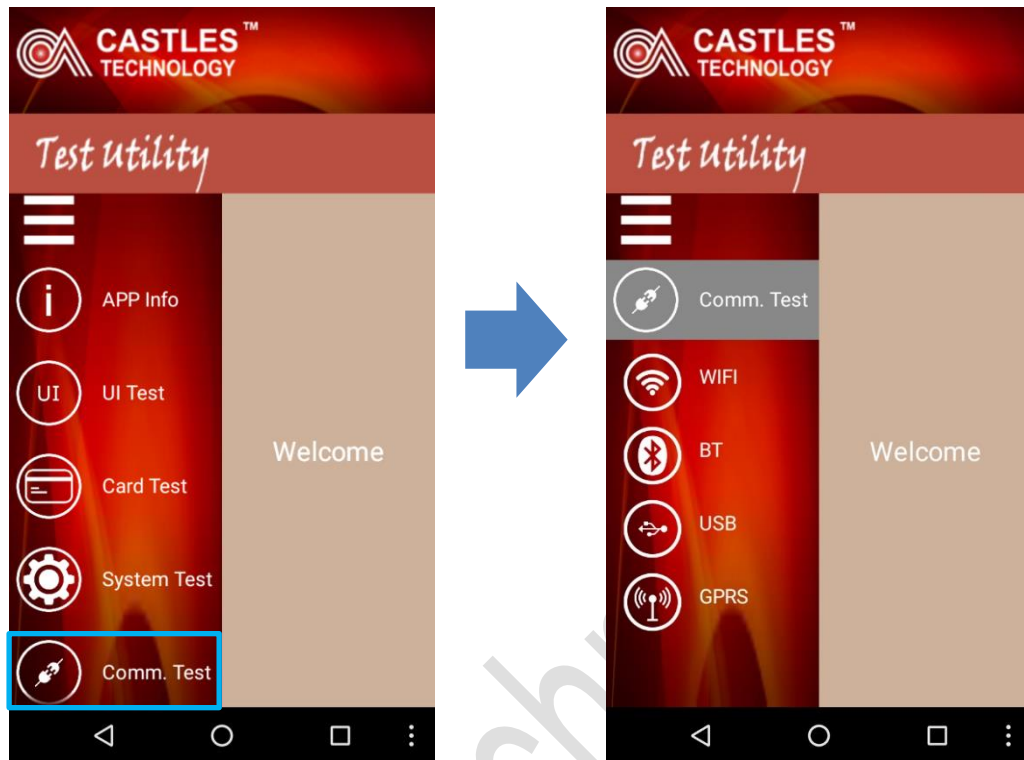 CASTLES™
TECHNOLOGY
Test Utility
APP Info
UI
UI Test
Card Test
System Test
Comm. Test
Welcome
CASTLES™
TECHNOLOGY
Test Utility
Comm. Test
WIFI
BT
USB
GPRS
Welcome